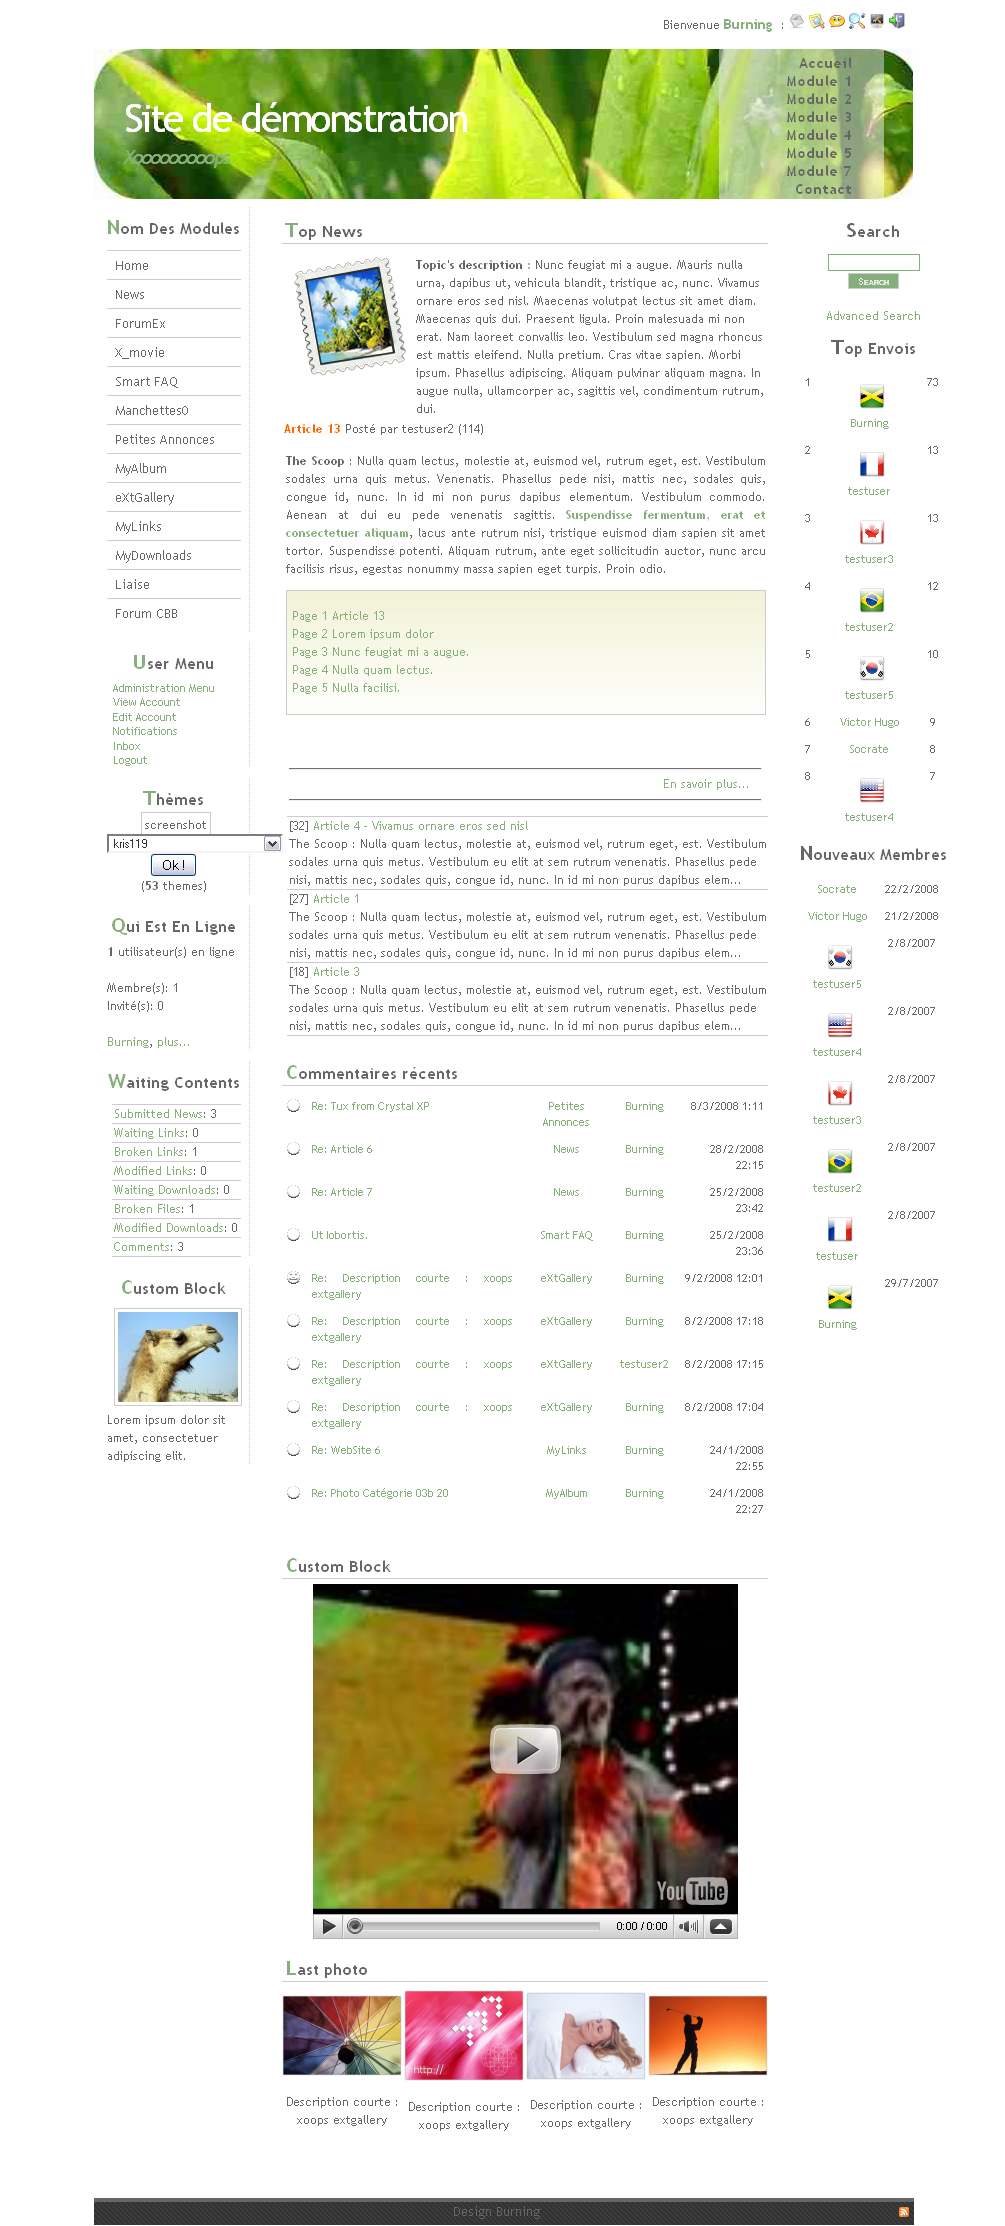 Bienvenue Burning :
Site de démonstration
Xooooooooops
Accueil
Module 1
Module 2
Module 3
Module 4
Module 5
Module 7
Contact
Nom Des Modules
Home
News
ForumEx
X_movie
Smart FAQ
Manchettes0
Petites Annonces
MyAlbum
eXtGallery
MyLinks
MyDownloads
Liaise
Forum CBB
User Menu
Administration Menu
View Account
Edit Account
Notifications
Inbox
Logout
Thèmes
screenshot
kris119
Ok!
(53 themes)
Qui Est En Ligne
1 utilisateur(s) en ligne
Membre(s): 1
Invité(s): 0
Burning, plus...
Waiting Contents
Submitted News: 3
Waiting Links: 0
Broken Links: 1
Modified Links: 0
Waiting Downloads: 0
Broken Files: 1
Modified Downloads: 0
Comments: 3
Custom Block
Lorem ipsum dolor sit
amet, consectetuer
adipiscing elit.
Top News
Topic's description : Nunc feugiat mi a augue. Mauris nulla
urna, dapibus ut, vehicula blandit, tristique ac, nunc. Vivamus
ornare eros sed nisl. Maecenas volutpat lectus sit amet diam.
Maecenas quis dui. Praesent ligula. Proin malesuada mi non
erat. Nam laoreet convallis leo. Vestibulum sed magna rhoncus
est mattis eleifend. Nulla pretium. Cras vitae sapien. Morbi
ipsum. Phasellus adipiscing. Aliquam pulvinar aliquam magna. In
augue nulla, ullamcorper ac, sagittis vel, condimentum rutrum,
dui.
Article 13 Posté par testuser2 (114)
The Scoop : Nulla quam lectus, molestie at, euismod vel, rutrum eget, est. Vestibulum
sodales urna quis metus. Venenatis. Phasellus pede nisi, mattis nec, sodales quis,
congue id, nunc. In id mi non purus dapibus elementum. Vestibulum commodo.
Aenean at dui eu pede venenatis sagittis. Suspendisse fermentum, erat et
consectetuer aliquam, lacus ante rutrum nisi, tristique euismod diam sapien sit amet
tortor. Suspendisse potenti. Aliquam rutrum, ante eget sollicitudin auctor, nunc arcu
facilisis risus, egestas nonummy massa sapien eget turpis. Proin odio.
Page 1 Article 13
Page 2 Lorem ipsum dolor
Page 3 Nunc feugiat mi a augue.
Page 4 Nulla quam lectus.
Page 5 Nulla facilisi.
En savoir plus...
[32] Article 4 - Vivamus ornare eros sed nisl
The Scoop : Nulla quam lectus, molestie at, euismod vel, rutrum eget, est. Vestibulum
sodales urna quis metus. Vestibulum eu elit at sem rutrum venenatis. Phasellus pede
nisi, mattis nec, sodales quis, congue id, nunc. In id mi non purus dapibus elem...
[27] Article 1
The Scoop : Nulla quam lectus, molestie at, euismod vel, rutrum eget, est. Vestibulum
sodales urna quis metus. Vestibulum eu elit at sem rutrum venenatis. Phasellus pede
nisi, mattis nec, sodales quis, congue id, nunc. In id mi non purus dapibus elem...
[18] Article 3
The Scoop : Nulla quam lectus, molestie at, euismod vel, rutrum eget, est. Vestibulum
sodales urna quis metus. Vestibulum eu elit at sem rutrum venenatis. Phasellus pede
nisi, mattis nec, sodales quis, congue id, nunc. In id mi non purus dapibus elem...
Commentaires récents
Re: Tux from Crystal XP Petites Annonces Burning 8/3/2008 1:11
Re: Article 6 News Burning 28/2/2008 22:15
Re: Article 7 News Burning 25/2/2008 23:42
Ut lobortis. Smart FAQ Burning 25/2/2008 23:36
Re: Description courte : xoops extgallery eXtGallery Burning 9/2/2008 12:01
Re: Description courte : xoops extgallery eXtGallery Burning 8/2/2008 17:18
Re: Description courte : xoops extgallery eXtGallery testuser2 8/2/2008 17:15
Re: Description courte : xoops extgallery eXtGallery Burning 8/2/2008 17:04
Re: WebSite 6 MyLinks Burning 24/1/2008 22:55
Re: Photo Catégorie 03b 20 MyAlbum Burning 24/1/2008 22:27
Custom Block
YouTube
0:00 / 0:00
Last photo
http://
Description courte :
xoops extgallery
Description courte :
xoops extgallery
Description courte :
xoops extgallery
Description courte :
xoops extgallery
Search
Search
Advanced Search
Top Envois
1 Burning 73
2 testuser 13
3 testuser3 13
4 testuser2 12
5 testuser5 10
6 Victor Hugo 9
7 Socrate 8
8 testuser4 7
Nouveaux Membres
Socrate 22/2/2008
Victor Hugo 21/2/2008
testuser5 2/8/2007
testuser4 2/8/2007
testuser3 2/8/2007
testuser2 2/8/2007
testuser 2/8/2007
Burning 29/7/2007
Design Burning